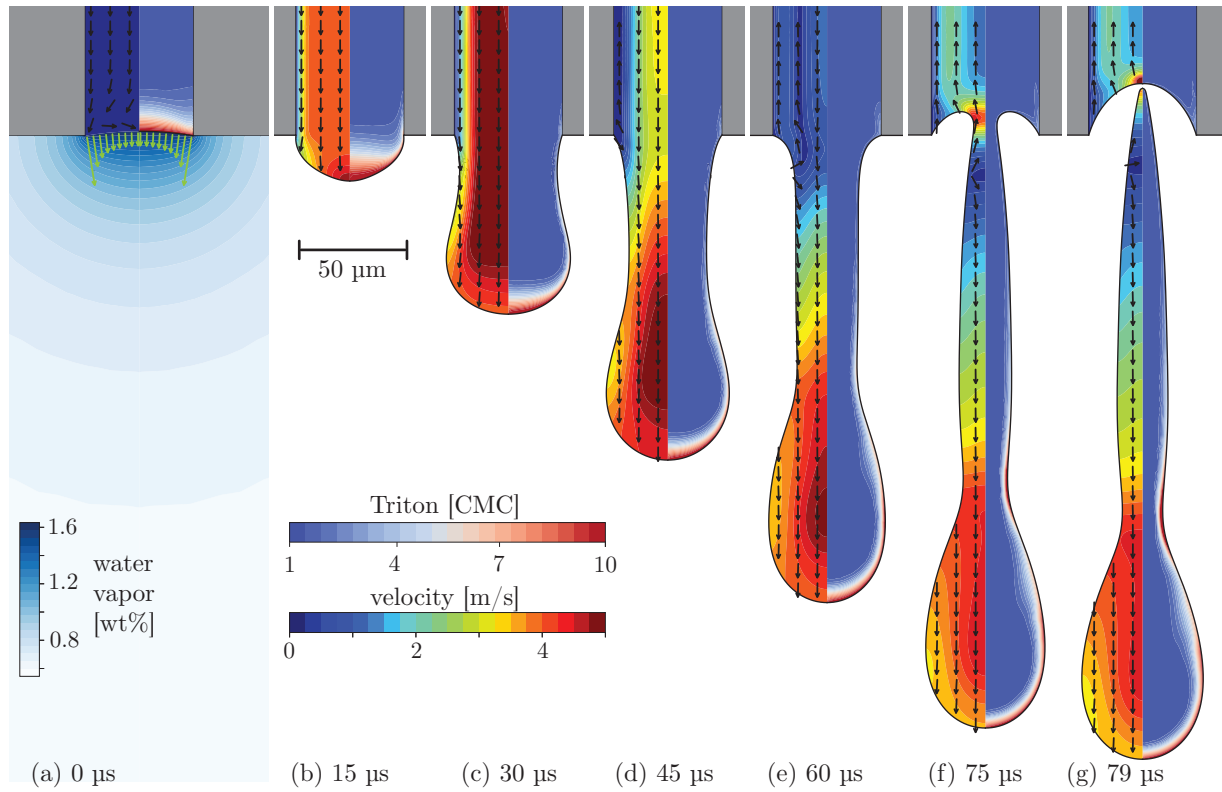 50 µm
Triton [CMC]
1 4 7 10
velocity [m/s]
0 2 4
1.6
1.2
0.8
water
vapor
[wt%]
(a) 0 µs
(b) 15 µs
(c) 30 µs
(d) 45 µs
(e) 60 µs
(f) 75 µs
(g) 79 µs